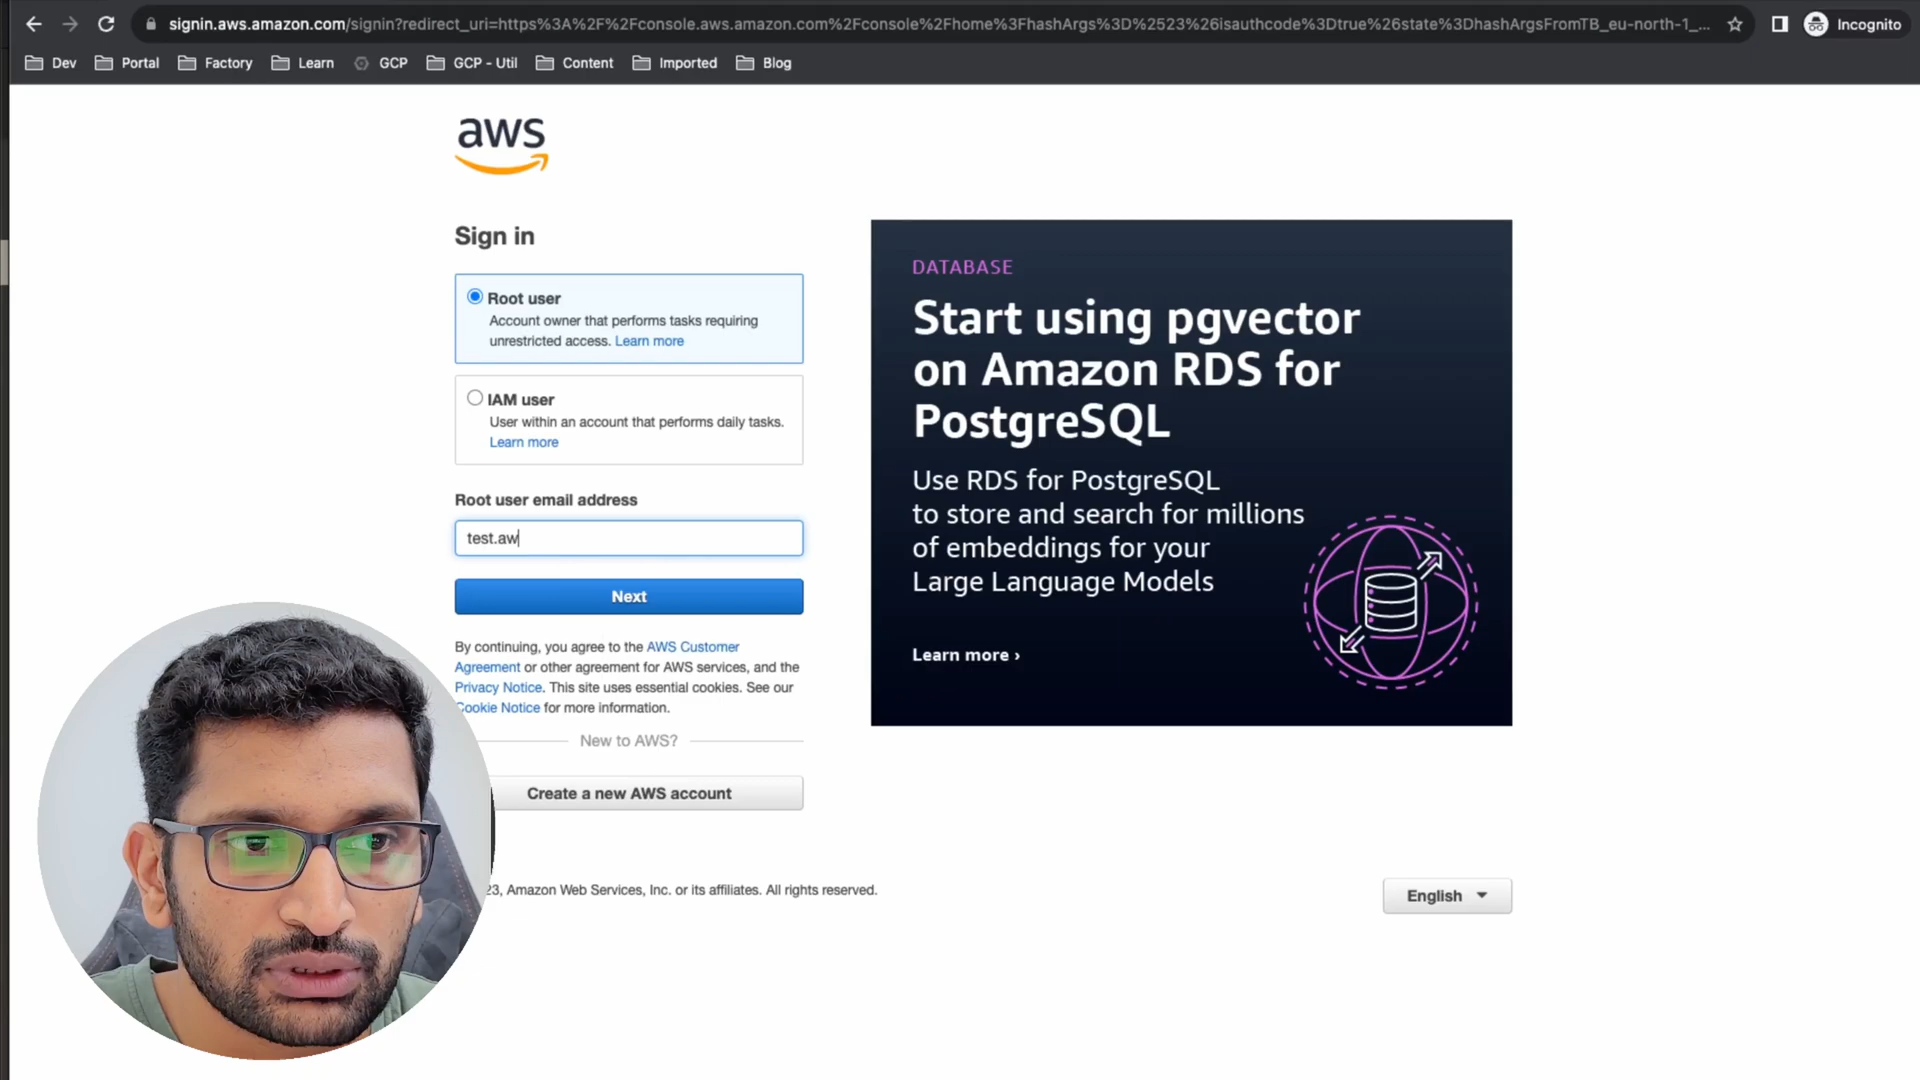 signin.aws.amazon.com/signin?redirect_uri=https%3A%2F%2Fconsole.aws.amazon.com%2Fconsole%2Fhome%3FhashArgs%3D%2523%26isauthcode%3Dtrue%26state%3DhashArgsFromTB_eu-north-1_...
Incognito
Dev Portal Factory Learn GCP GCP - Util Content Imported Blog
aws
Sign in
Root user
Account owner that performs tasks requiring
unrestricted access. Learn more
IAM user
User within an account that performs daily tasks.
Learn more
Root user email address
test.aw
Next
By continuing, you agree to the AWS Customer
Agreement or other agreement for AWS services, and the
Privacy Notice. This site uses essential cookies. See our
Cookie Notice for more information.
New to AWS?
Create a new AWS account
DATABASE
Start using pgvector
on Amazon RDS for
PostgreSQL
Use RDS for PostgreSQL
to store and search for millions
of embeddings for your
Large Language Models
Learn more ›
23, Amazon Web Services, Inc. or its affiliates. All rights reserved.
English